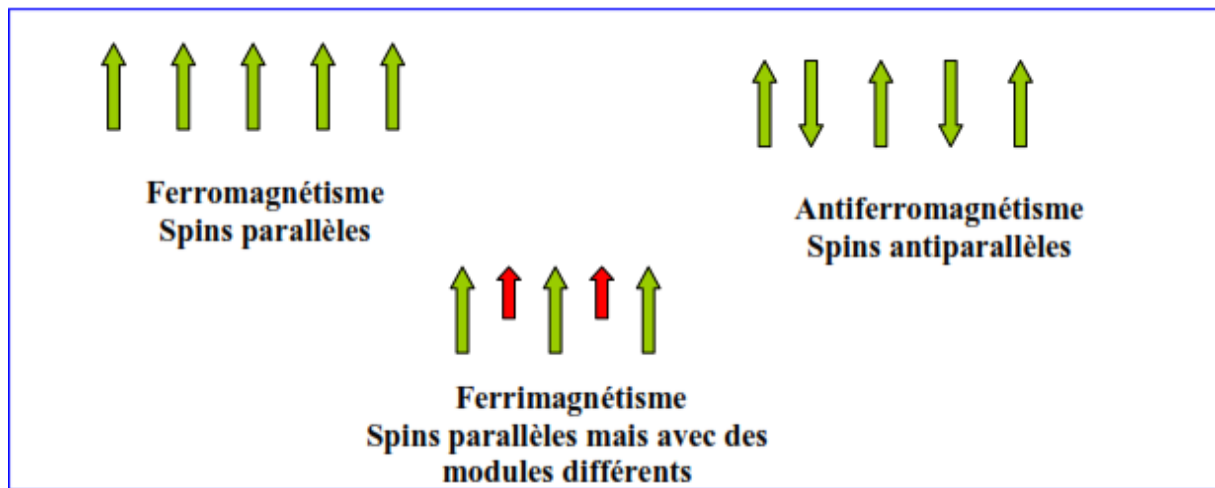 Ferromagnétisme
Spins parallèles
Antiferromagnétisme
Spins antiparallèles
Ferrimagnétisme
Spins parallèles mais avec des
modules différents